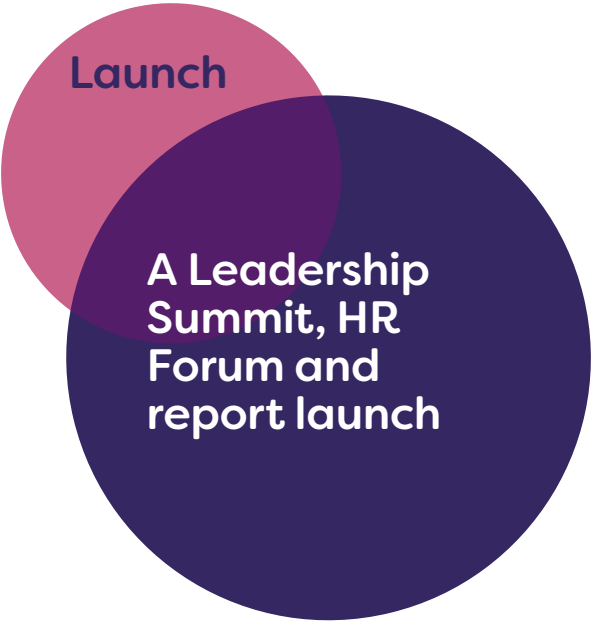 Launch
A Leadership
Summit, HR
Forum and
report launch